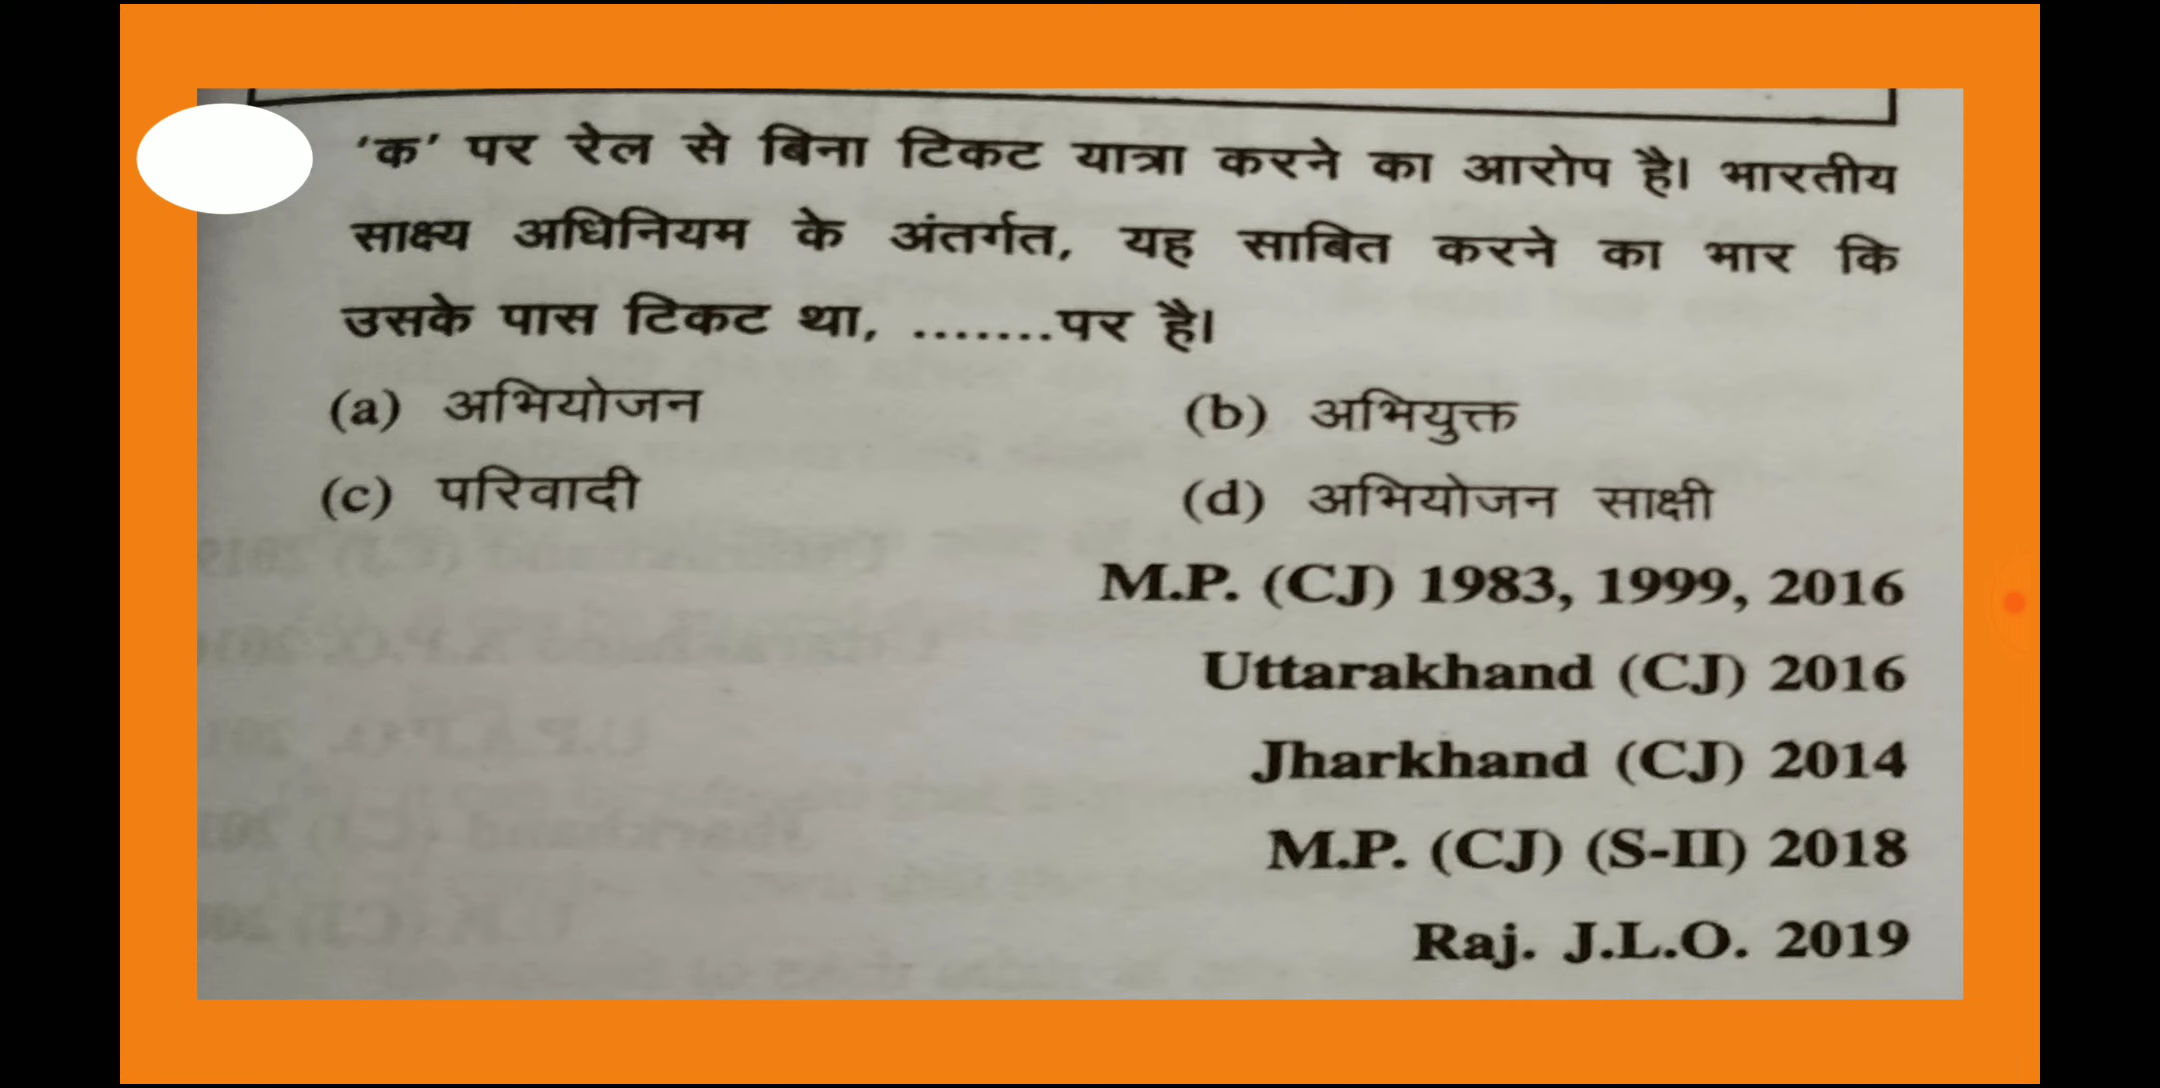 'क' पर रेल से बिना टिकट यात्रा करने का आरोप है। भारतीय
साक्ष्य अधिनियम के अंतर्गत, यह साबित करने का भार कि
उसके पास टिकट था, .......पर है।
(a) अभियोजन (b) अभियुक्त
(c) परिवादी (d) अभियोजन साक्षी
M.P. (CJ) 1983, 1999, 2016
Uttarakhand (CJ) 2016
Jharkhand (CJ) 2014
M.P. (CJ) (S-II) 2018
Raj. J.L.O. 2019